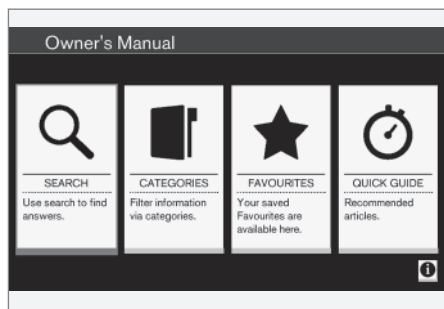 Owner's Manual
SEARCH
Use search to find
answers.
CATEGORIES
Filter information
via categories.
FAVOURITES
Your saved
Favourites are
available here.
QUICK GUIDE
Recommended
articles.
i